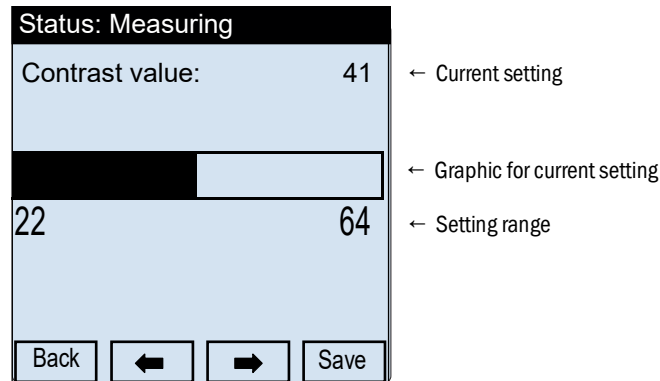 Status: Measuring
Contrast value: 41 ← Current setting
← Graphic for current setting
22 64 ← Setting range
Back ← → Save